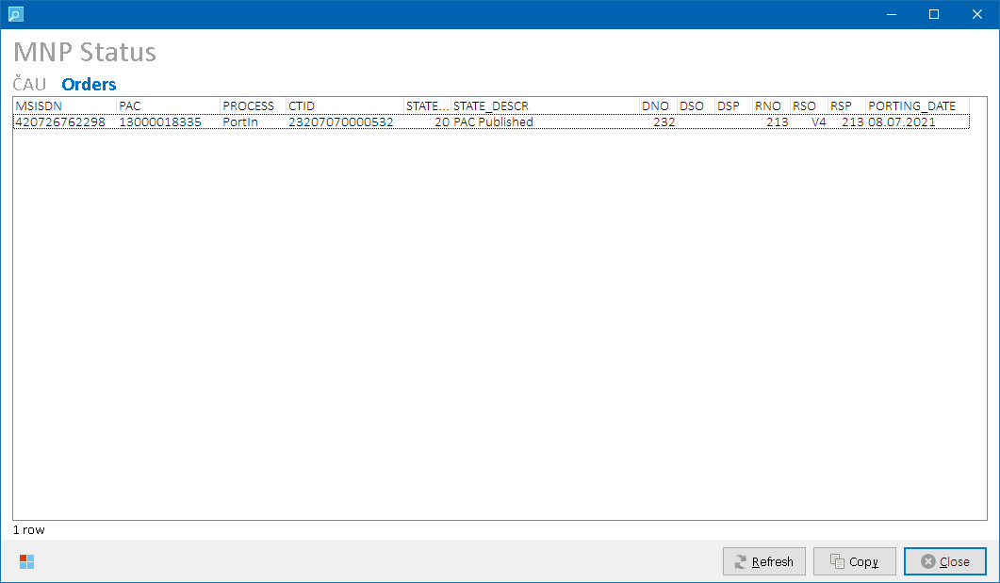 MNP Status
ČAU Orders
MSISDN PAC PROCESS CTID STATE... STATE_DESCR DNO DSO DSP RNO RSO RSP PORTING_DATE
420726762298 13000018335 PortIn 23207070000532 20 PAC Published 232 213 V4 213 08.07.2021
1 row
Refresh Copy Close